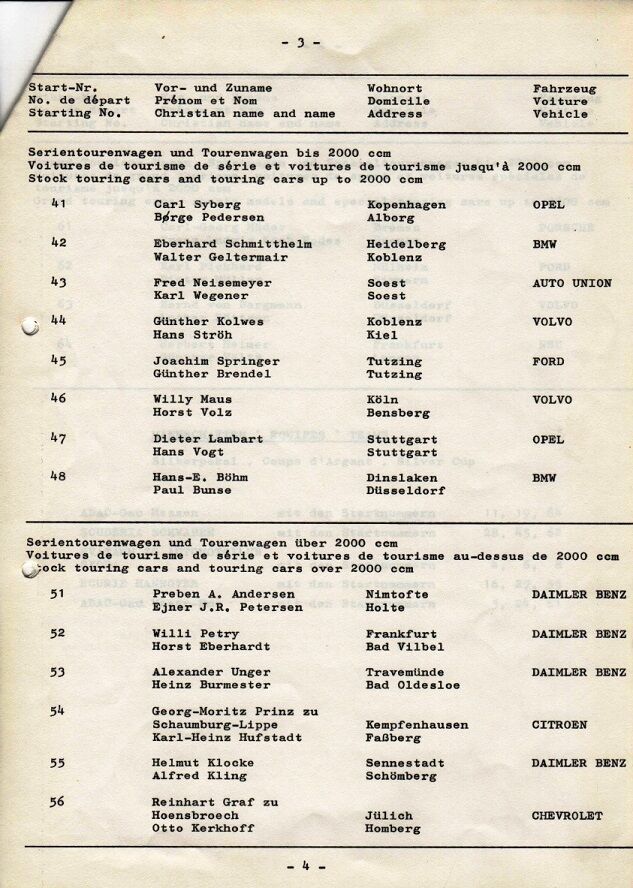 - 3 -
Start-Nr. Vor- und Zuname Wohnort Fahrzeug
No. de départ Prénom et Nom Domicile Voiture
Starting No. Christian name and name Address Vehicle
Serientourenwagen und Tourenwagen bis 2000 ccm
Voitures de tourisme de série et voitures de tourisme jusqu'à 2000 ccm
Stock touring cars and touring cars up to 2000 ccm
41 Carl Syberg Kopenhagen OPEL
Børge Pedersen Alborg
42 Eberhard Schmitthelm Heidelberg BMW
Walter Geltermair Koblenz
43 Fred Neisemeyer Soest AUTO UNION
Karl Wegener Soest
44 Günther Kolwes Koblenz VOLVO
Hans Ströh Kiel
45 Joachim Springer Tutzing FORD
Günther Brendel Tutzing
46 Willy Maus Köln VOLVO
Horst Volz Bensberg
47 Dieter Lambart Stuttgart OPEL
Hans Vogt Stuttgart
48 Hans-E. Böhm Dinslaken BMW
Paul Bunse Düsseldorf
Serientourenwagen und Tourenwagen über 2000 ccm
Voitures de tourisme de série et voitures de tourisme au-dessus de 2000 ccm
tock touring cars and touring cars over 2000 ccm
51 Preben A. Andersen Nimtofte DAIMLER BENZ
Ejner J.R. Petersen Holte
52 Willi Petry Frankfurt DAIMLER BENZ
Horst Eberhardt Bad Vilbel
53 Alexander Unger Travemünde DAIMLER BENZ
Heinz Burmester Bad Oldesloe
54 Georg-Moritz Prinz zu
Schaumburg-Lippe Kempfenhausen CITROEN
Karl-Heinz Hufstadt Faßberg
55 Helmut Klocke Sennestadt DAIMLER BENZ
Alfred Kling Schömberg
56 Reinhart Graf zu
Hoensbroech Jülich CHEVROLET
Otto Kerkhoff Homberg
- 4 -